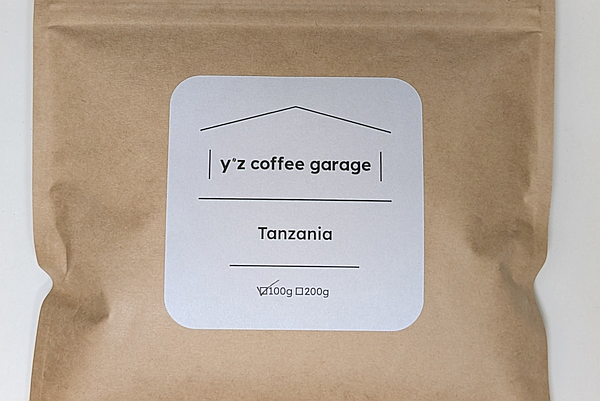 y°z coffee garage
Tanzania
☑100g ☐200g